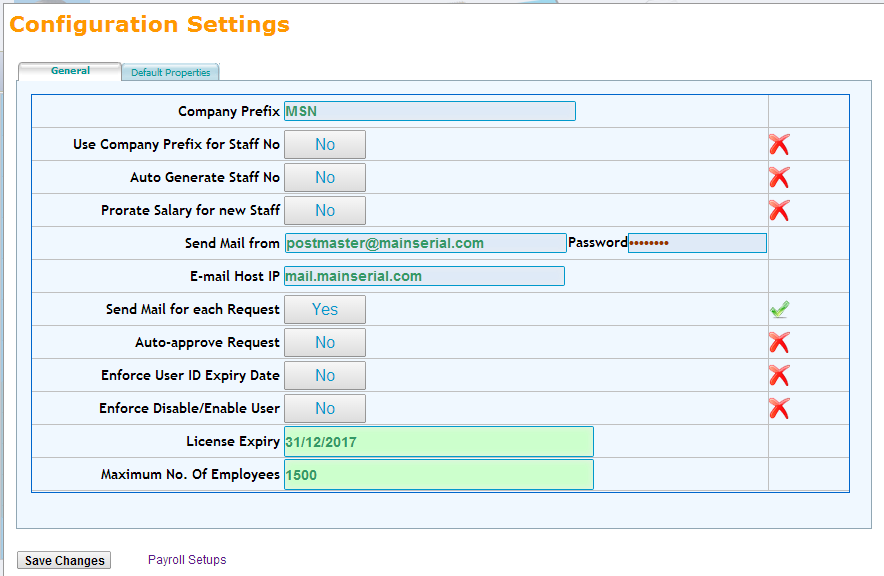 Configuration Settings
General Default Properties
Company Prefix MSN
Use Company Prefix for Staff No No
Auto Generate Staff No No
Prorate Salary for new Staff No
Send Mail from postmaster@mainserial.com Password ••••••••
E-mail Host IP mail.mainserial.com
Send Mail for each Request Yes
Auto-approve Request No
Enforce User ID Expiry Date No
Enforce Disable/Enable User No
License Expiry 31/12/2017
Maximum No. Of Employees 1500
Save Changes Payroll Setups